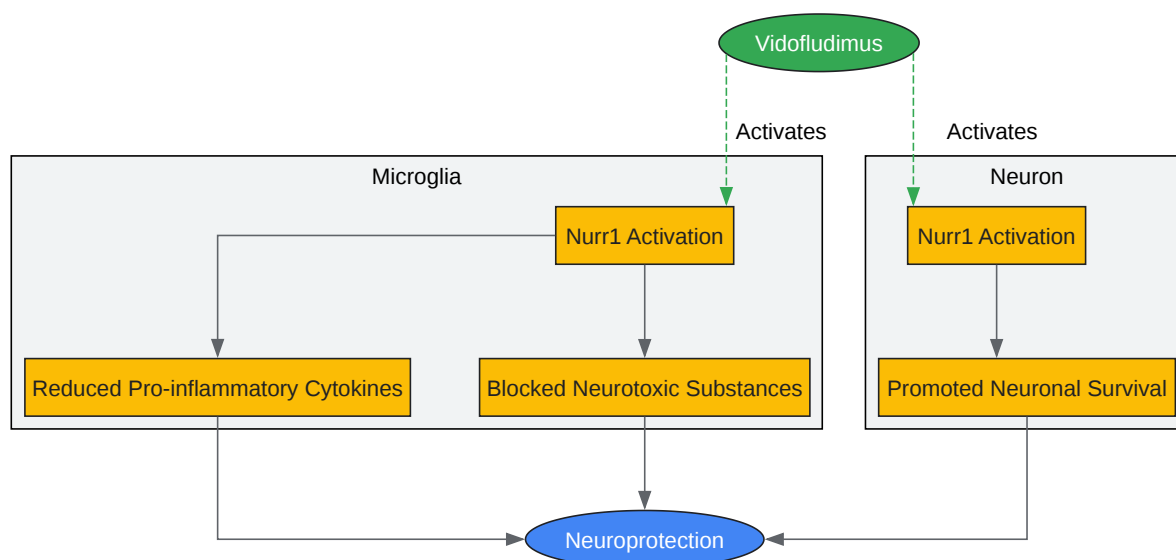 Vidofludimus
Activates
Activates
Microglia
Neuron
Nurr1 Activation
Nurr1 Activation
Reduced Pro-inflammatory Cytokines
Blocked Neurotoxic Substances
Promoted Neuronal Survival
Neuroprotection